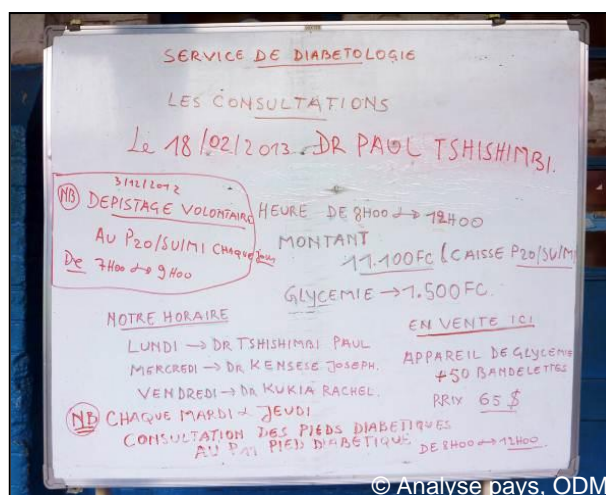 SERVICE DE DIABETOLOGIE
LES CONSULTATIONS
Le 18/02/2013. DR PAUL TSHISHIMBI.
3/12/2012
NB DEPISTAGE VOLONTAIRE
AU P20/SU/MI CHAQUE jour
De 7H00 → 9H00
HEURE DE 8H00 → 12H00
MONTANT
11.100FC (CAISSE P20/SU/MI
GLYCEMIE → 1.500FC.
NOTRE HORAIRE
LUNDI → DR TSHISHIMBI PAUL
MERCREDI → DR KENSESE JOSEPH.
VENDREDI → DR KUKIA RACHEL.
EN VENTE ICI
APPAREIL DE GLYCEMIE
+50 BANDELETTES
PRIX 65 $
NB CHAQUE MARDI & JEUDI
CONSULTATION DES PIEDS DIABETIQUES
AU PIED DIABETIQUE DE 8H00 → 12H00
© Analyse pays, ODM